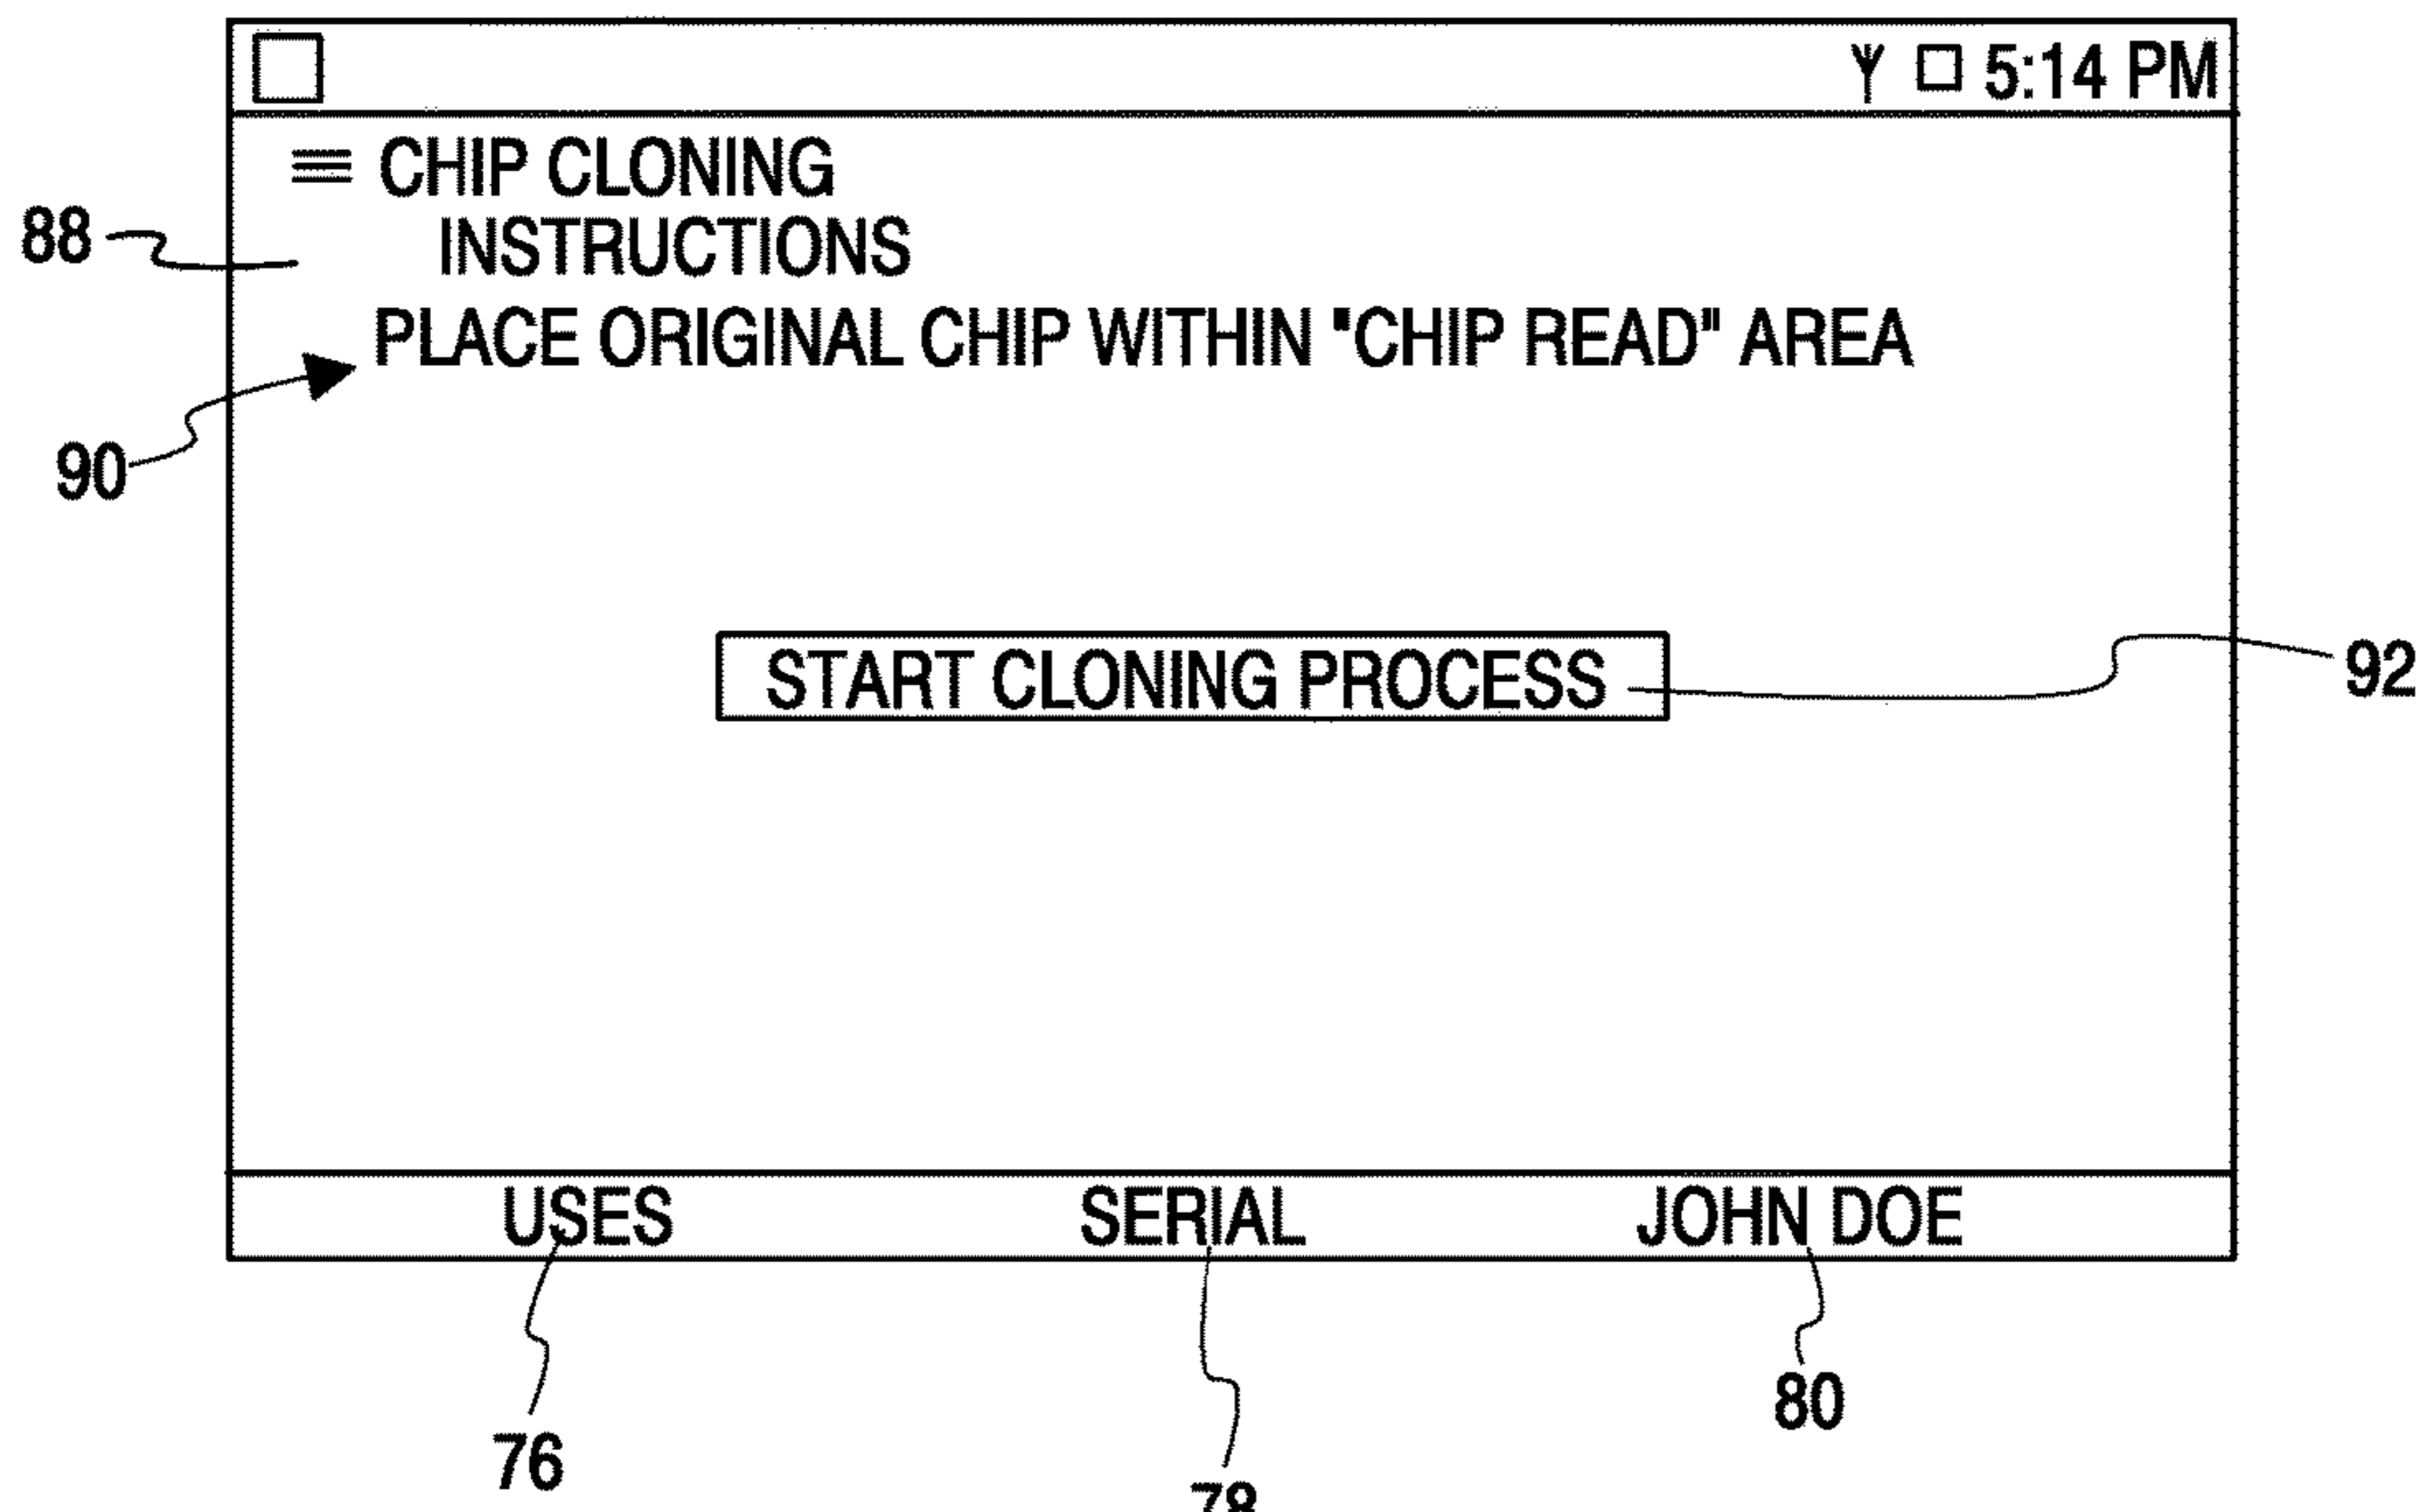 5:14 PM
CHIP CLONING
INSTRUCTIONS
88
PLACE ORIGINAL CHIP WITHIN "CHIP READ" AREA
90
START CLONING PROCESS
92
USES SERIAL JOHN DOE
80
76
78